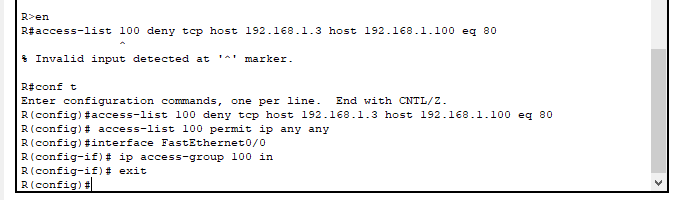 R>en
R#access-list 100 deny tcp host 192.168.1.3 host 192.168.1.100 eq 80
^
% Invalid input detected at '^' marker.
R#conf t
Enter configuration commands, one per line. End with CNTL/Z.
R(config)#access-list 100 deny tcp host 192.168.1.3 host 192.168.1.100 eq 80
R(config)# access-list 100 permit ip any any
R(config)#interface FastEthernet0/0
R(config-if)# ip access-group 100 in
R(config-if)# exit
R(config)#